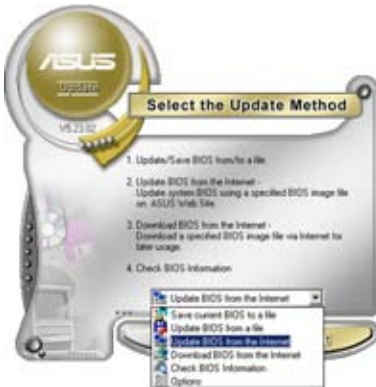 ASUS
Update
V5.23.02
Select the Update Method
1. Update/Save BIOS from/to a file.
2. Update BIOS from the Internet -
Update system BIOS using a specified BIOS image file
on ASUS Web Site.
3. Download BIOS from the Internet -
Download a specified BIOS image file via Internet for
later usage.
4. Check BIOS Information
Update BIOS from the Internet
Save current BIOS to a file
Update BIOS from a file
Update BIOS from the Internet
Download BIOS from the Internet
Check BIOS Information
Options